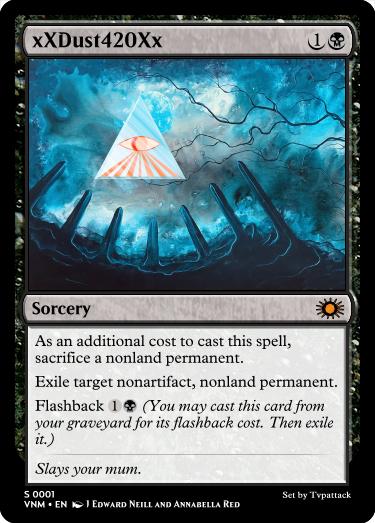 xXDust420Xx 1
Sorcery
As an additional cost to cast this spell,
sacrifice a nonland permanent.
Exile target nonartifact, nonland permanent.
Flashback 1 (You may cast this card from
your graveyard for its flashback cost. Then exile
it.)
Slays your mum.
S 0001
VNM • EN J Edward Neill and Annabella Red
Set by Tvpattack